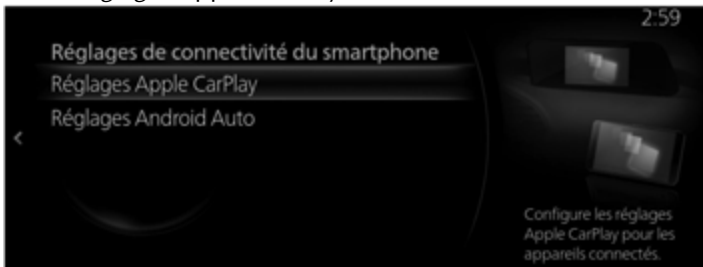 2:59
Réglages de connectivité du smartphone
Réglages Apple CarPlay
Réglages Android Auto
Configure les réglages
Apple CarPlay pour les
appareils connectés.